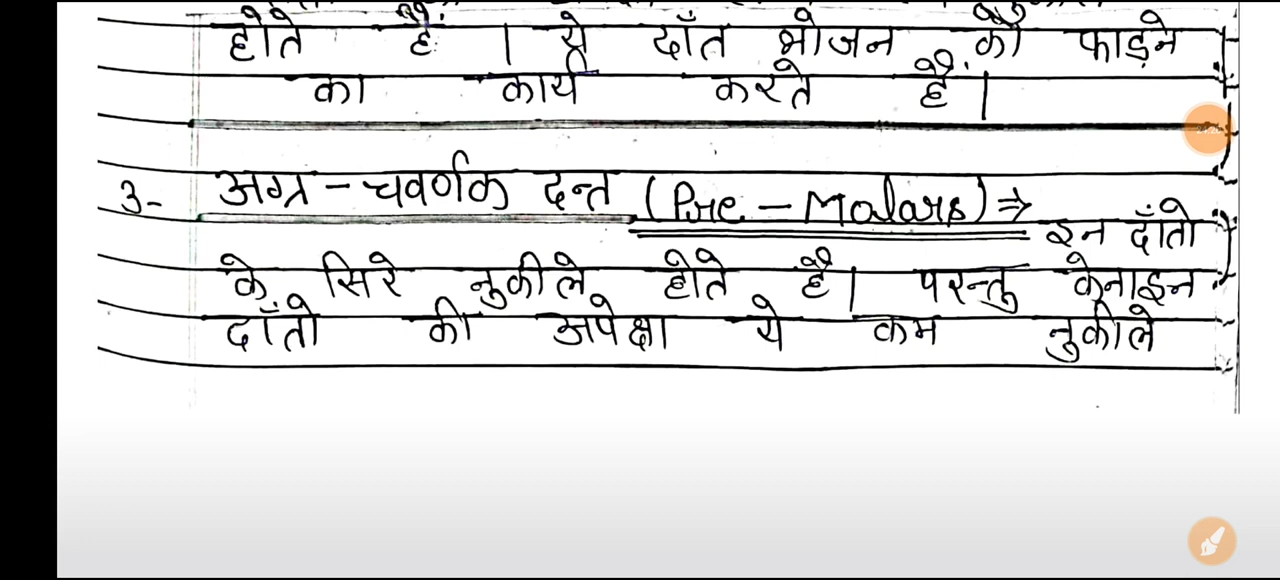 होते हैं। ये दाँत भोजन को फाड़ने
का कार्य करते हैं।
3- अग्र-चवर्णक दन्त (Pre-Molars)⇒ इन दाँतो
के सिरे नुकीले होते है। परन्तु केनाइन
दाँतो की अपेक्षा ये कम नुकीले